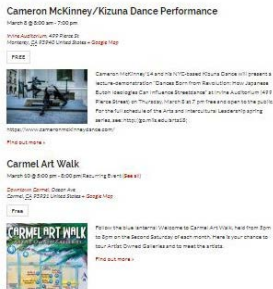 Cameron McKinney/Kizuna Dance Performance
March 8 @ 5:00 am - 7:00 pm
Irvine Auditorium, 499 Pierce St
Monterey, CA 93940 United States + Google Map
FREE
Cameron McKinney '14 and his NYC-based Kizuna Dance will present a
lecture-demonstration "Dances Born from Revolution: How Japanese
Butoh Ideologies Can Influence Streetdance" at Irvine Auditorium (499
Pierce Street) on Thursday, March 8 at 7 pm free and open to the public.
For the full schedule of the Arts and Intercultural Leadership spring
series, see:
https://www.cameronmckinneydance.com/
Find out more »
Carmel Art Walk
March 10 @ 5:00 pm - 8:00 pm Recurring Event (See all)
Downtown Carmel, Ocean Ave.
Carmel, CA 93921 United States + Google Map
Free
CARMEL ART WALK
Follow the blue lanterns! Welcome to Carmel Art Walk, held from 5pm
to 8pm on the Second Saturday of each month. Here is your chance to
tour Artist Owned Galleries and to meet the artists.
Find out more »